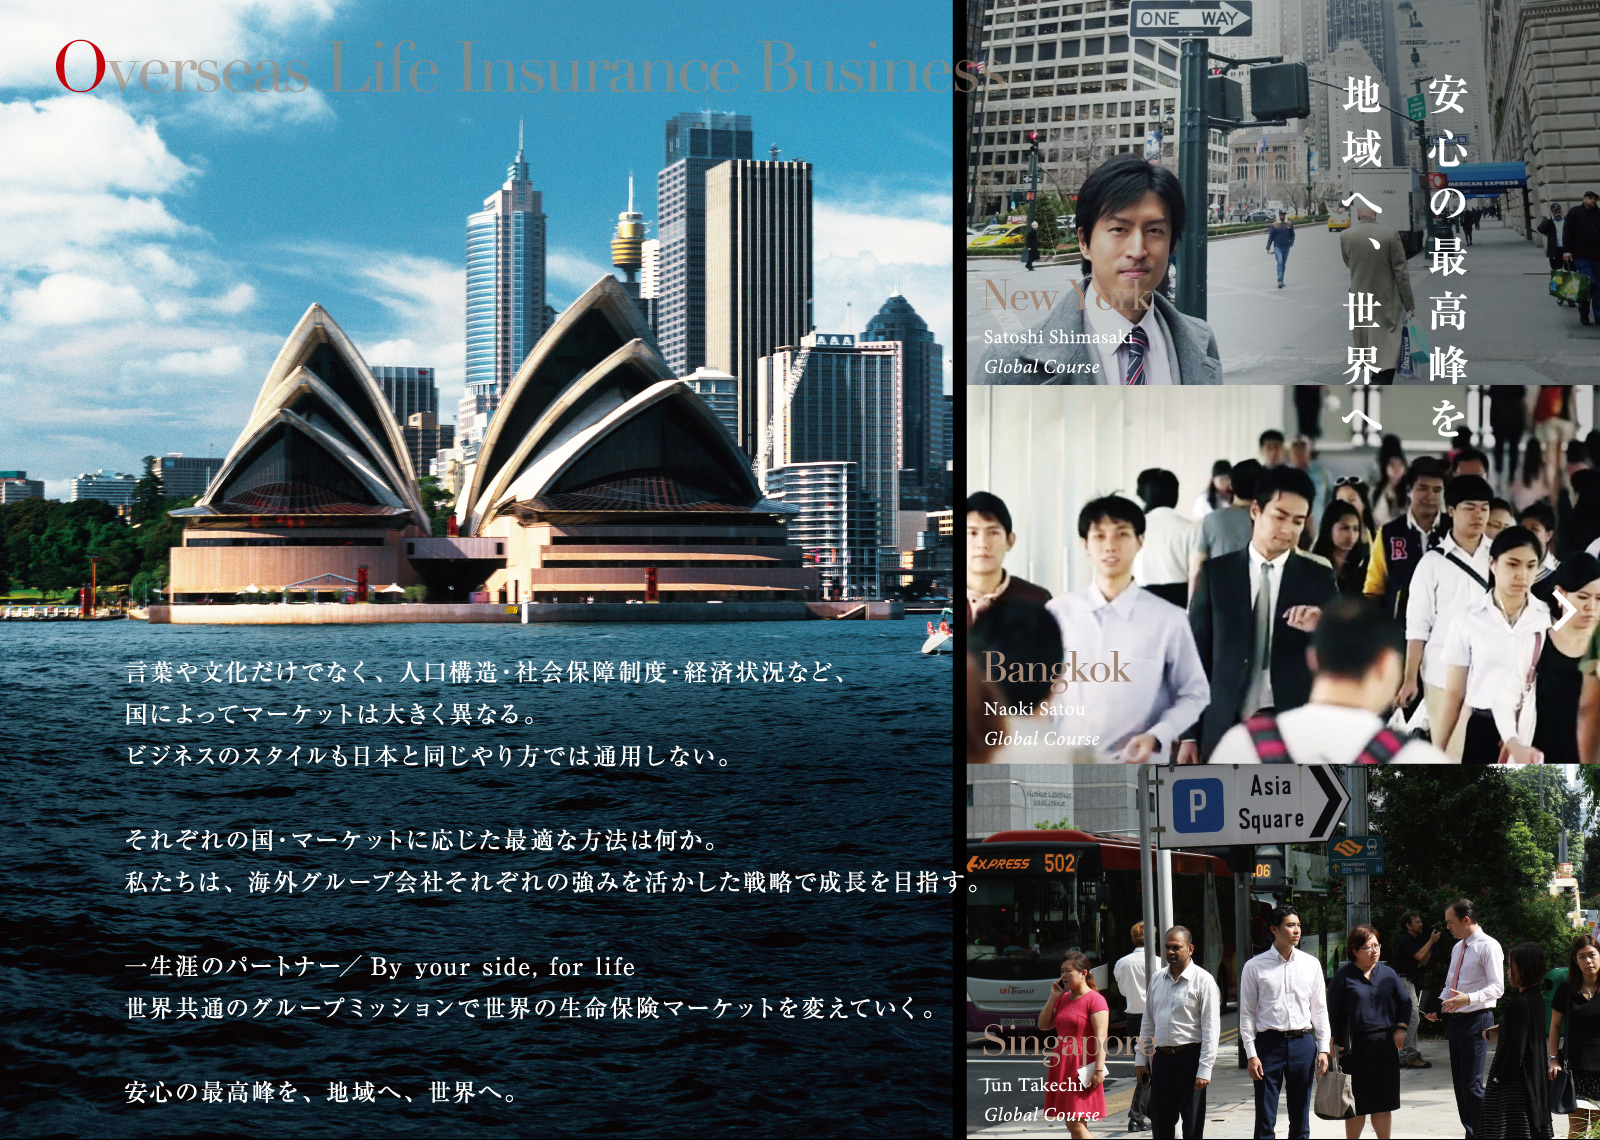 Overseas Life Insurance Business
安心の最高峰を
地域へ、世界へ
言葉や文化だけでなく、人口構造・社会保障制度・経済状況など、
国によってマーケットは大きく異なる。
ビジネスのスタイルも日本と同じやり方では通用しない。
それぞれの国・マーケットに応じた最適な方法は何か。
私たちは、海外グループ会社それぞれの強みを活かした戦略で成長を目指す。
一生涯のパートナー／ By your side, for life
世界共通のグループミッションで世界の生命保険マーケットを変えていく。
安心の最高峰を、地域へ、世界へ。
ONE WAY
AMERICAN EXPRESS
New York
Satoshi Shimasaki
Global Course
B
Bangkok
Naoki Satou
Global Course
P
Asia
Square
HONG LEONG
BUILDING
EXPRESS 502
06
SBS Transit
Singapore
Jun Takechi
Global Course